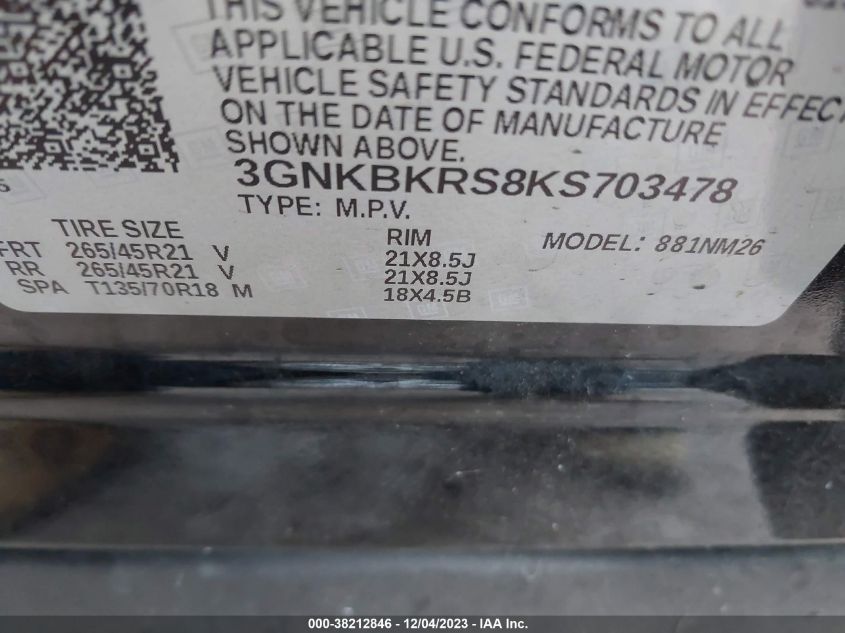 THIS VEHICLE CONFORMS TO ALL
APPLICABLE U.S. FEDERAL MOTOR
VEHICLE SAFETY STANDARDS IN EFFECT
ON THE DATE OF MANUFACTURE
SHOWN ABOVE.
3GNKBKRS8KS703478
TYPE: M.P.V.
TIRE SIZE RIM MODEL: 881NM26
FRT 265/45R21 V 21X8.5J
RR 265/45R21 V 21X8.5J
SPA T135/70R18 M 18X4.5B
000-38212846 - 12/04/2023 - IAA Inc.